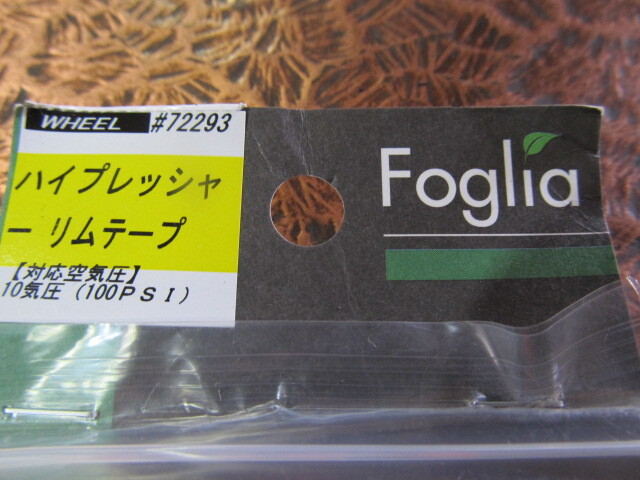 WHEEL #72293
ハイプレッシャ
ー リムテープ
【対応空気圧】
10気圧（100ＰＳＩ）
Foglia